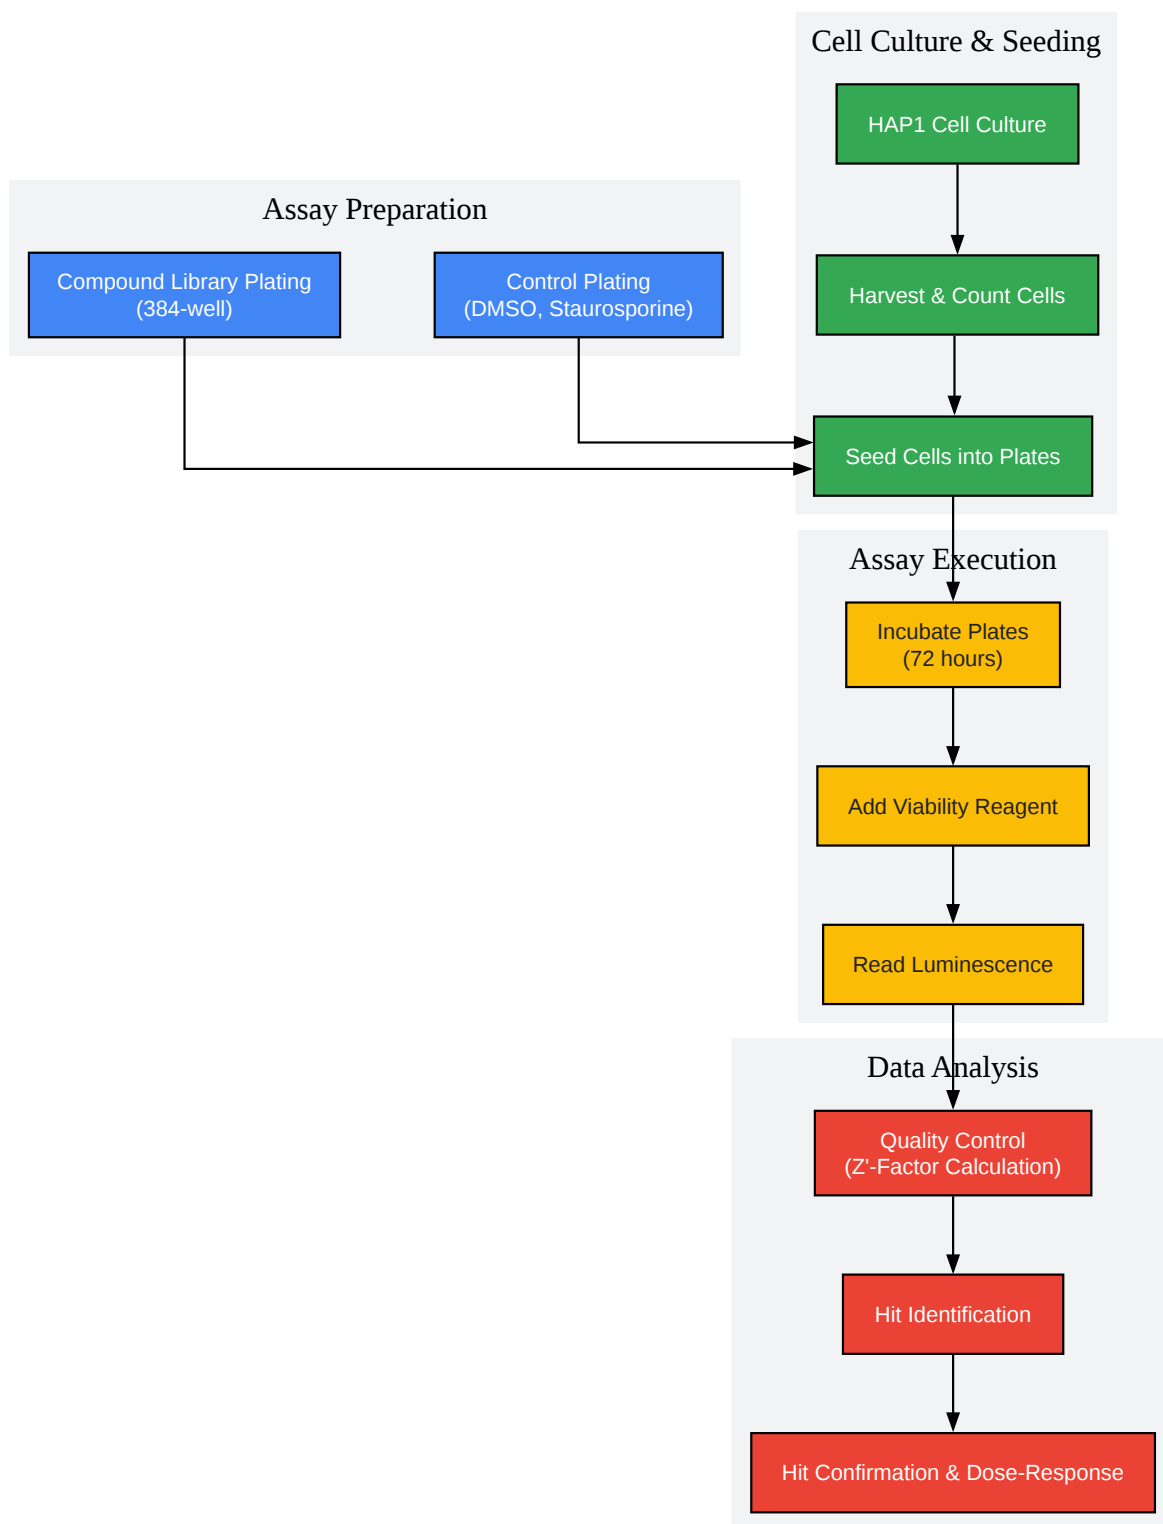 Cell Culture & Seeding
HAP1 Cell Culture
Assay Preparation
Compound Library Plating
(384-well)
Control Plating
(DMSO, Staurosporine)
Harvest & Count Cells
Seed Cells into Plates
Assay Execution
Incubate Plates
(72 hours)
Add Viability Reagent
Read Luminescence
Data Analysis
Quality Control
(Z'-Factor Calculation)
Hit Identification
Hit Confirmation & Dose-Response